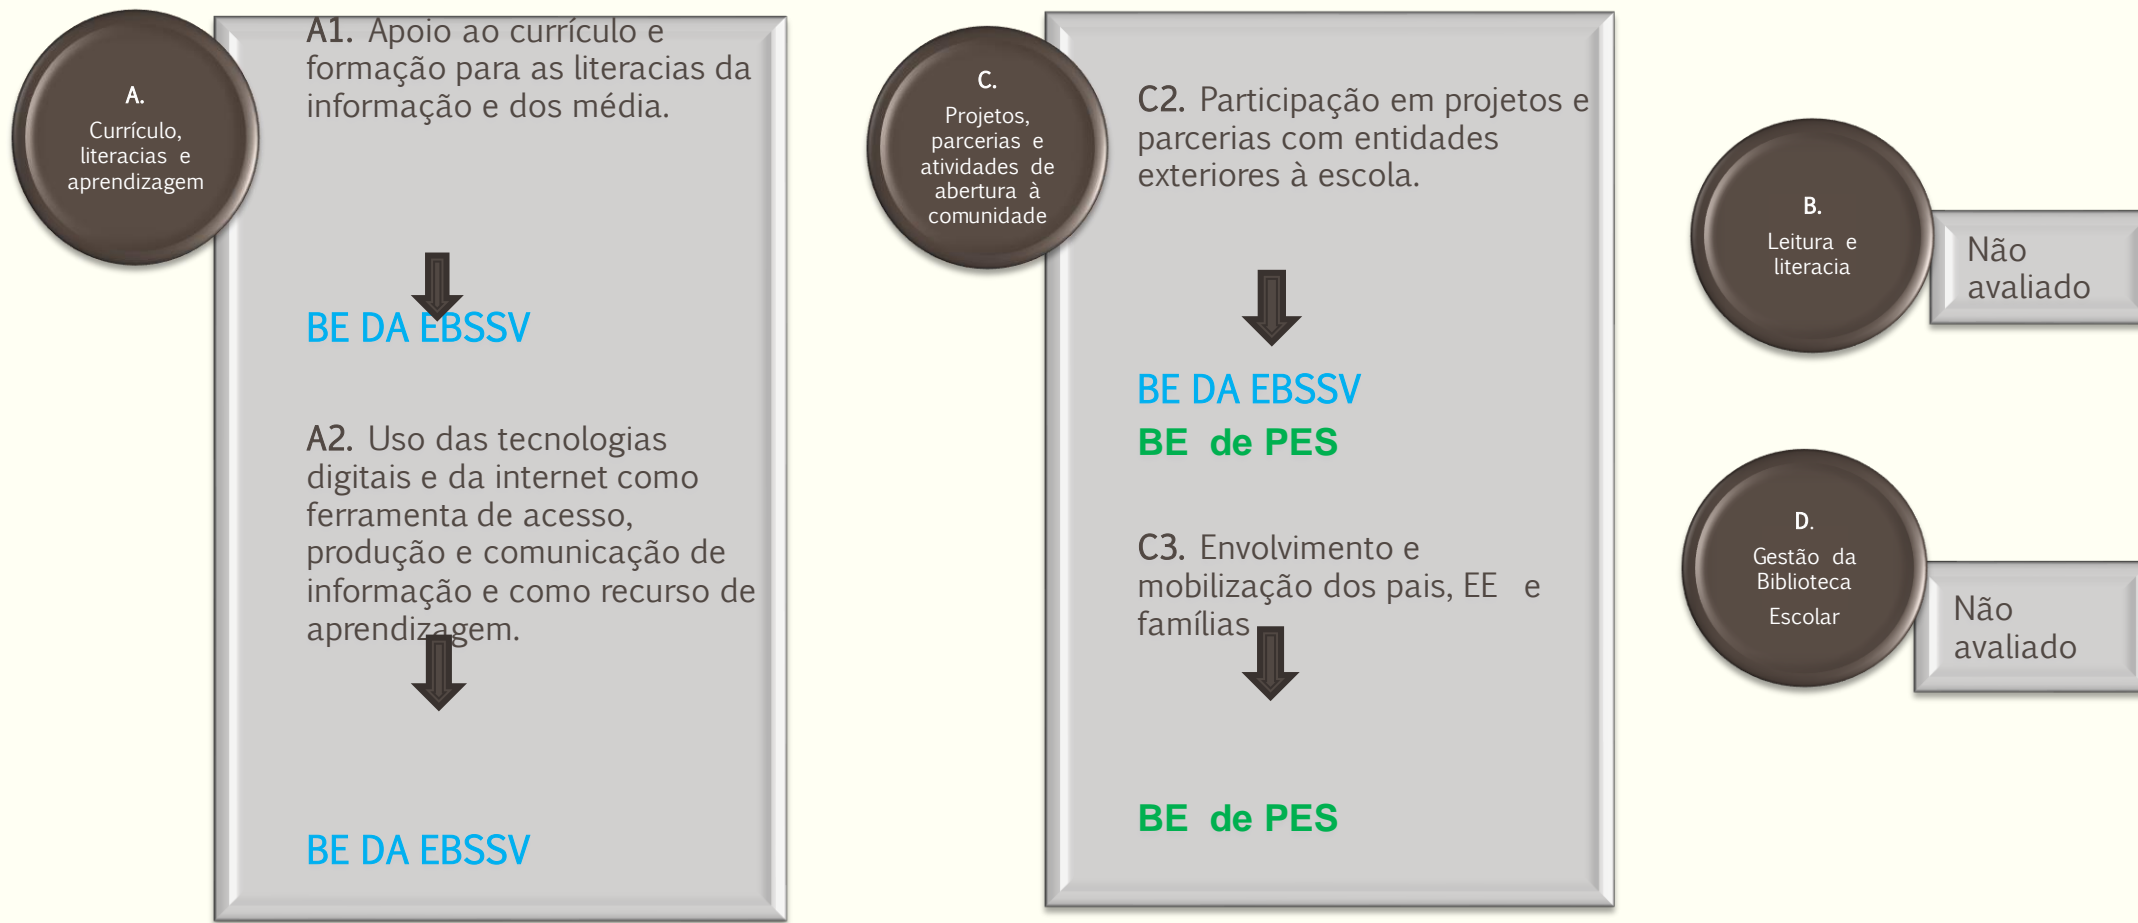 A.
Currículo,
literacias e
aprendizagem
A1. Apoio ao currículo e
formação para as literacias da
informação e dos média.
BE DA EBSSV
A2. Uso das tecnologias
digitais e da internet como
ferramenta de acesso,
produção e comunicação de
informação e como recurso de
aprendizagem.
BE DA EBSSV
C.
Projetos,
parcerias e
atividades de
abertura à
comunidade
C2. Participação em projetos e
parcerias com entidades
exteriores à escola.
BE DA EBSSV
BE de PES
C3. Envolvimento e
mobilização dos pais, EE e
famílias
BE de PES
B.
Leitura e
literacia
Não
avaliado
D.
Gestão da
Biblioteca
Escolar
Não
avaliado